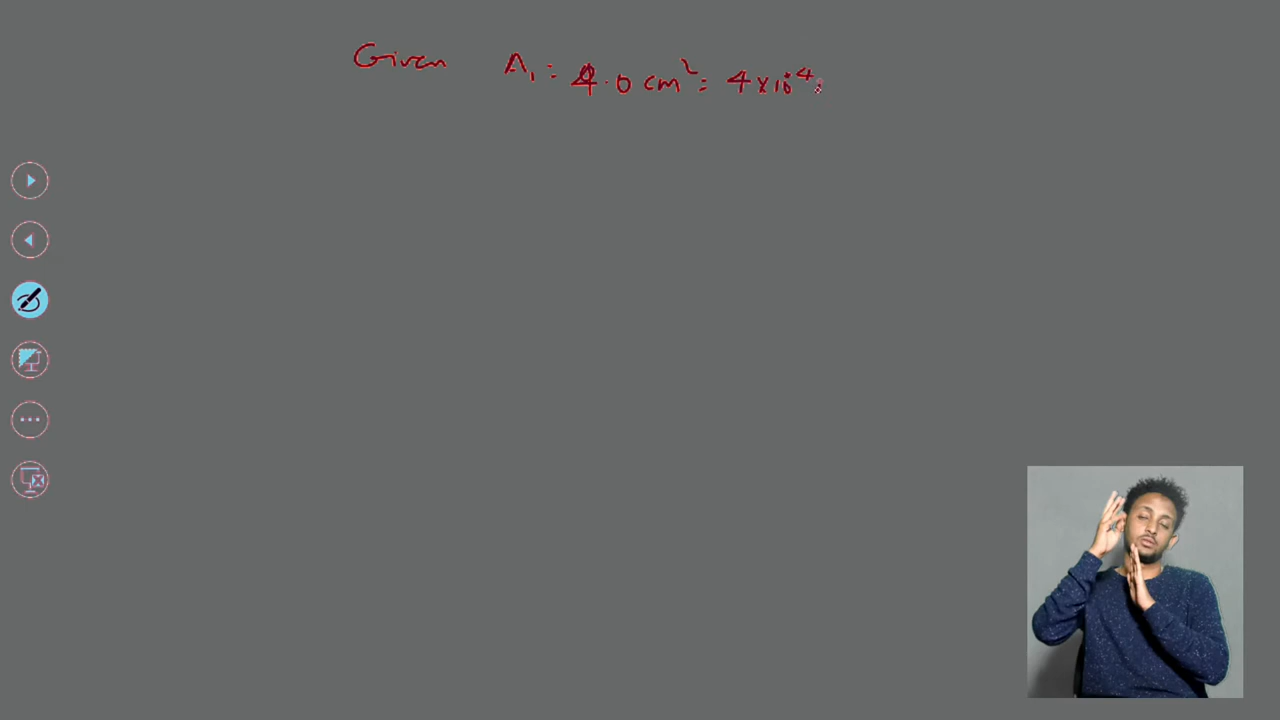 Given A₁ = 4.0 cm² = 4 x 10⁻⁴